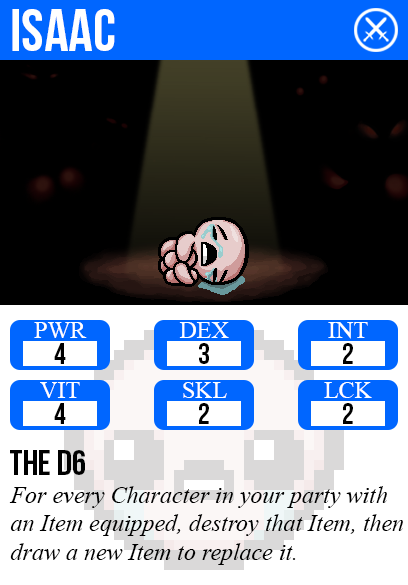 ISAAC
PWR DEX INT
4 3 2
VIT SKL LCK
4 2 2
THE D6
For every Character in your party with
an Item equipped, destroy that Item, then
draw a new Item to replace it.